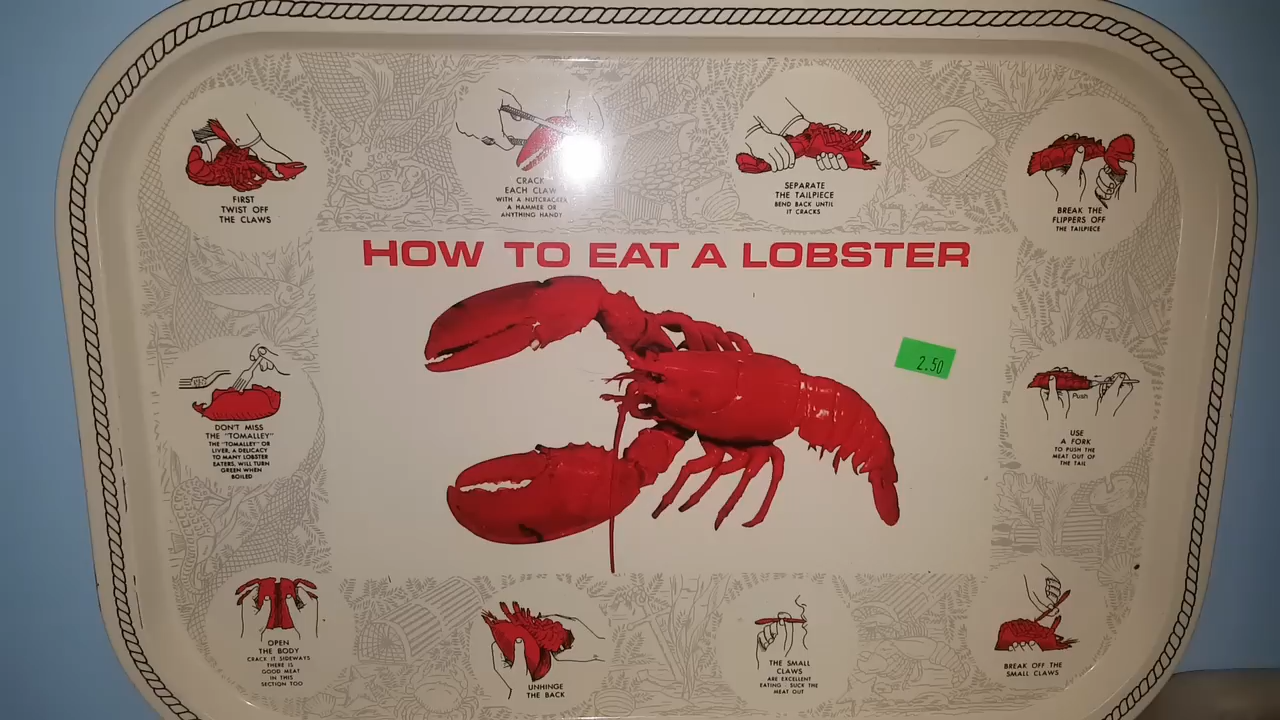 FIRST
TWIST OFF
THE CLAWS
CRACK
EACH CLAW
WITH A NUTCRACKER
A HAMMER OR
ANYTHING HANDY
SEPARATE
THE TAILPIECE
BEND BACK UNTIL
IT CRACKS
BREAK THE
FLIPPERS OFF
THE TAILPIECE
HOW TO EAT A LOBSTER
2.50
DON'T MISS
THE "TOMALLEY"
THE "TOMALLEY" OR
LIVER, A DELICACY
TO MANY LOBSTER
EATERS, WILL TURN
GREEN WHEN
BOILED
Push
USE
A FORK
TO PUSH THE
MEAT OUT OF
THE TAIL
OPEN
THE BODY
CRACK IT SIDEWAYS
THERE IS
GOOD MEAT
IN THIS
SECTION TOO
UNHINGE
THE BACK
THE SMALL
CLAWS
ARE EXCELLENT
EATING - SUCK THE
MEAT OUT
BREAK OFF THE
SMALL CLAWS